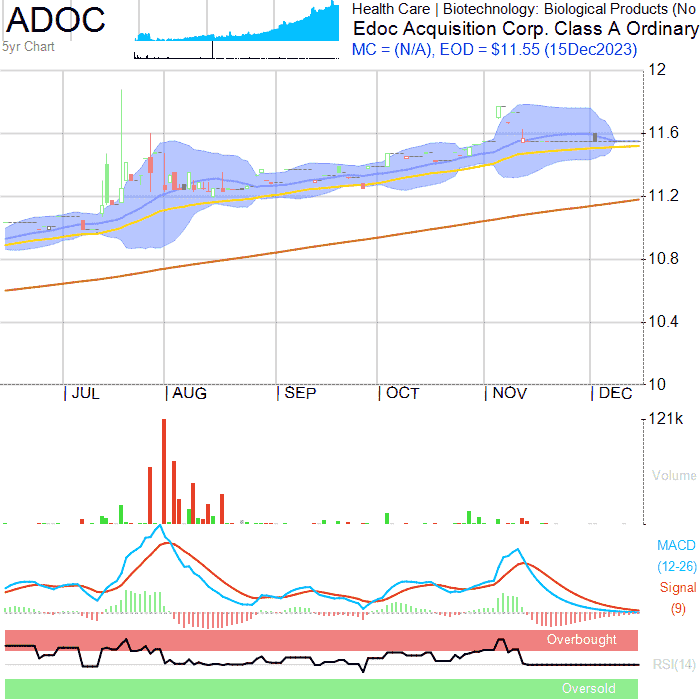 ADOC
5yr Chart
Health Care | Biotechnology: Biological Products (No
Edoc Acquisition Corp. Class A Ordinary
MC = (N/A), EOD = $11.55 (15Dec2023)
12
11.6
11.2
10.8
10.4
10
JUL AUG SEP OCT NOV DEC
121k
Volume
MACD
(12-26)
Signal
(9)
Overbought
RSI(14)
Oversold